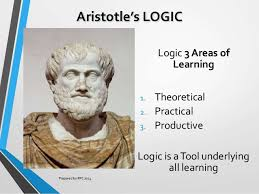 Aristotle's LOGIC
Logic 3 Areas of
Learning
1. Theoretical
2. Practical
3. Productive
Logic is a Tool underlying
all learning